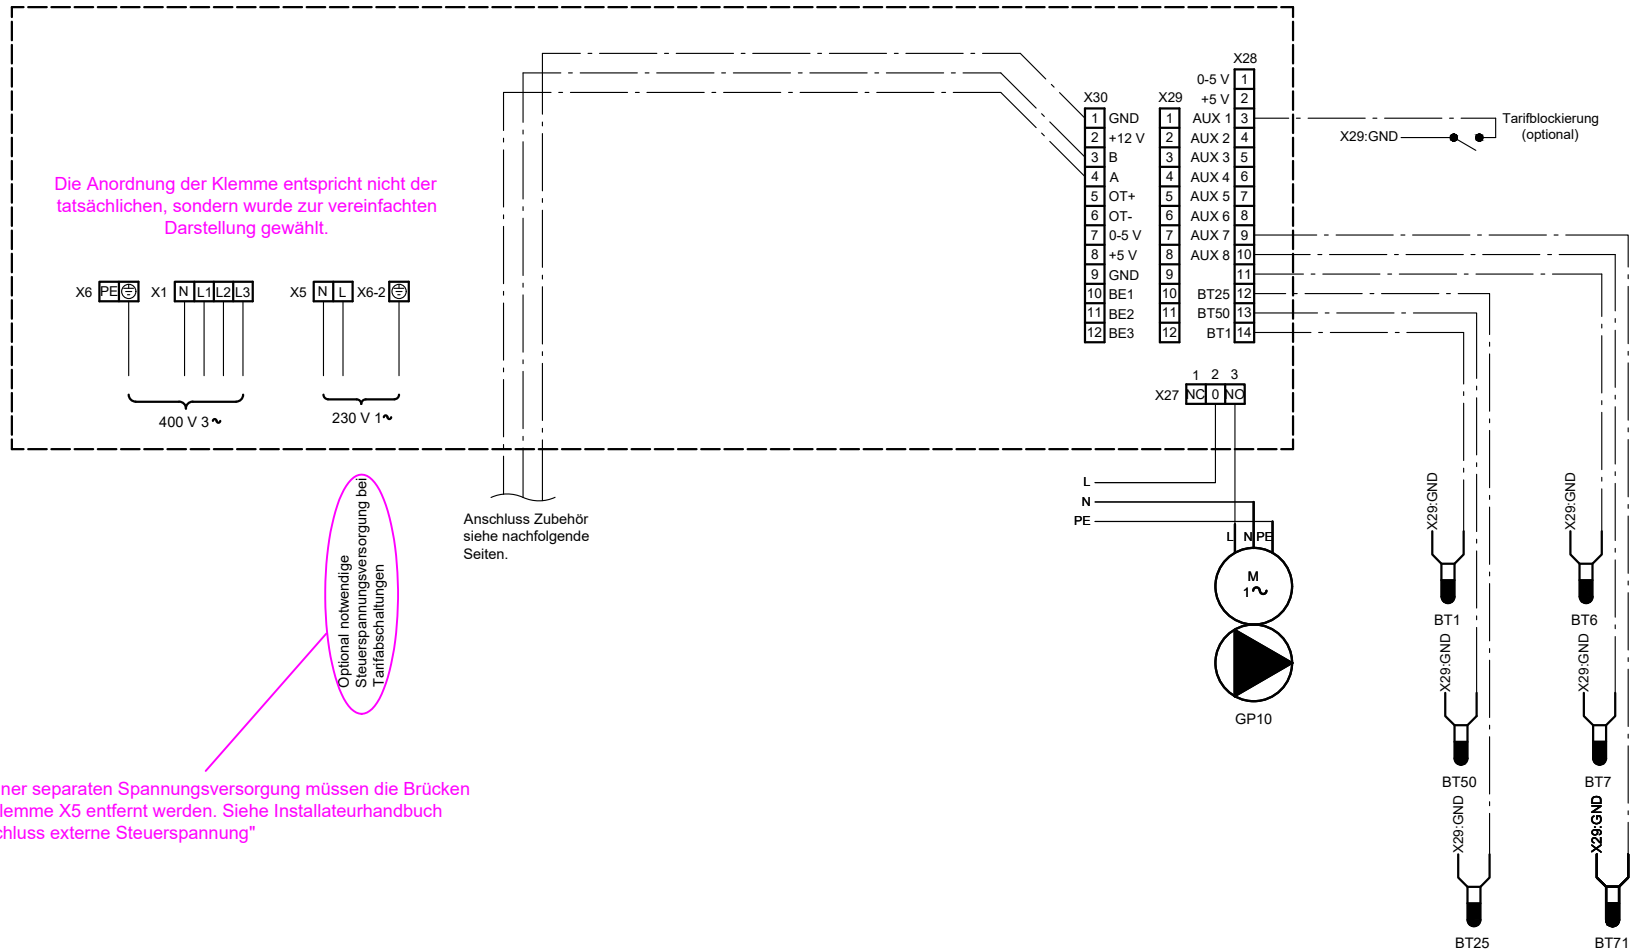 X28
0-5 V 1
+5 V 2
X30
X29
1 GND
1
AUX 1 3
2 +12 V
2
AUX 2 4
3 B
3
AUX 3 5
4 A
4
AUX 4 6
5 OT+
5
AUX 5 7
6 OT-
6
AUX 6 8
7 0-5 V
7
AUX 7 9
8 +5 V
8
AUX 8 10
9 GND
9
11
10 BE1
10
BT25 12
11 BE2
11
BT50 13
12 BE3
12
BT1 14
Tarifblockierung
(optional)
X29:GND
Die Anordnung der Klemme entspricht nicht der
tatsächlichen, sondern wurde zur vereinfachten
Darstellung gewählt.
X6 PE
X1 N L1 L2 L3
X5 N L X6-2
400 V 3~
230 V 1~
1 2 3
X27 NC 0 NO
L
N
PE
L N PE
M
1~
GP10
Anschluss Zubehör
siehe nachfolgende
Seiten.
Optional notwendige
Steuerspannungsversorgung bei
Tarifabschaltungen
ner separaten Spannungsversorgung müssen die Brücken
lemme X5 entfernt werden. Siehe Installateurhandbuch
chluss externe Steuerspannung"
X29:GND
BT1
X29:GND
BT6
X29:GND
BT50
X29:GND
BT7
X29:GND
BT25
X29:GND
BT71